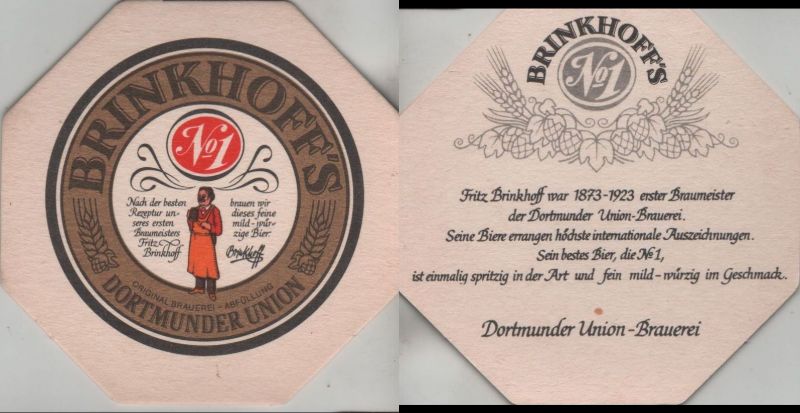 BRINKHOFF'S
No1
Nach der besten
Rezeptur un-
seres ersten
Braumeisters
Fritz
Brinkhoff
brauen wir
dieses feine
mild-wür-
zige Bier.
Brinkhoff
ORIGINAL BRAUEREI-ABFÜLLUNG
DORTMUNDER UNION
BRINKHOFF'S
No1
Fritz Brinkhoff war 1873-1923 erster Braumeister
der Dortmunder Union-Brauerei.
Seine Biere errangen höchste internationale Auszeichnungen.
Sein bestes Bier, die No1,
ist einmalig spritzig in der Art und fein mild-würzig im Geschmack.
Dortmunder Union-Brauerei